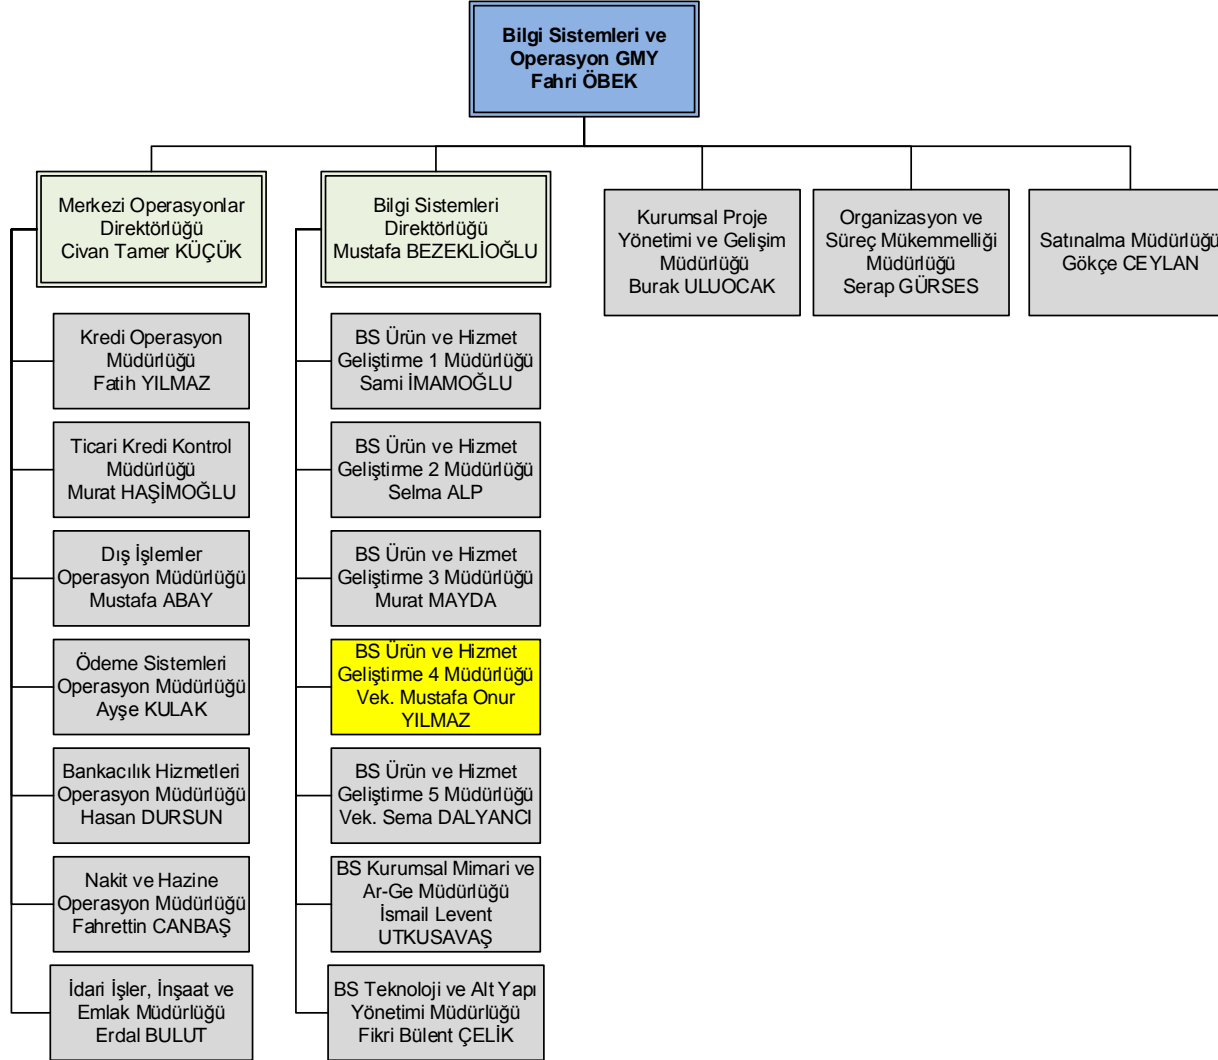 Bilgi Sistemleri ve
Operasyon GMY
Fahri ÖBEK
Merkezi Operasyonlar
Direktörlüğü
Civan Tamer KÜÇÜK
Bilgi Sistemleri
Direktörlüğü
Mustafa BEZEKLİOĞLU
Kurumsal Proje
Yönetimi ve Gelişim
Müdürlüğü
Burak ULUOCAK
Organizasyon ve
Süreç Mükemmelliği
Müdürlüğü
Serap GÜRSES
Satınalma Müdürlüğü
Gökçe CEYLAN
Kredi Operasyon
Müdürlüğü
Fatih YILMAZ
Ticari Kredi Kontrol
Müdürlüğü
Murat HAŞİMOĞLU
Dış İşlemler
Operasyon Müdürlüğü
Mustafa ABAY
Ödeme Sistemleri
Operasyon Müdürlüğü
Ayşe KULAK
Bankacılık Hizmetleri
Operasyon Müdürlüğü
Hasan DURSUN
Nakit ve Hazine
Operasyon Müdürlüğü
Fahrettin CANBAŞ
İdari İşler, İnşaat ve
Emlak Müdürlüğü
Erdal BULUT
BS Ürün ve Hizmet
Geliştirme 1 Müdürlüğü
Sami İMAMOĞLU
BS Ürün ve Hizmet
Geliştirme 2 Müdürlüğü
Selma ALP
BS Ürün ve Hizmet
Geliştirme 3 Müdürlüğü
Murat MAYDA
BS Ürün ve Hizmet
Geliştirme 4 Müdürlüğü
Vek. Mustafa Onur
YILMAZ
BS Ürün ve Hizmet
Geliştirme 5 Müdürlüğü
Vek. Sema DALYANCI
BS Kurumsal Mimari ve
Ar-Ge Müdürlüğü
İsmail Levent
UTKUSAVAŞ
BS Teknoloji ve Alt Yapı
Yönetimi Müdürlüğü
Fikri Bülent ÇELİK